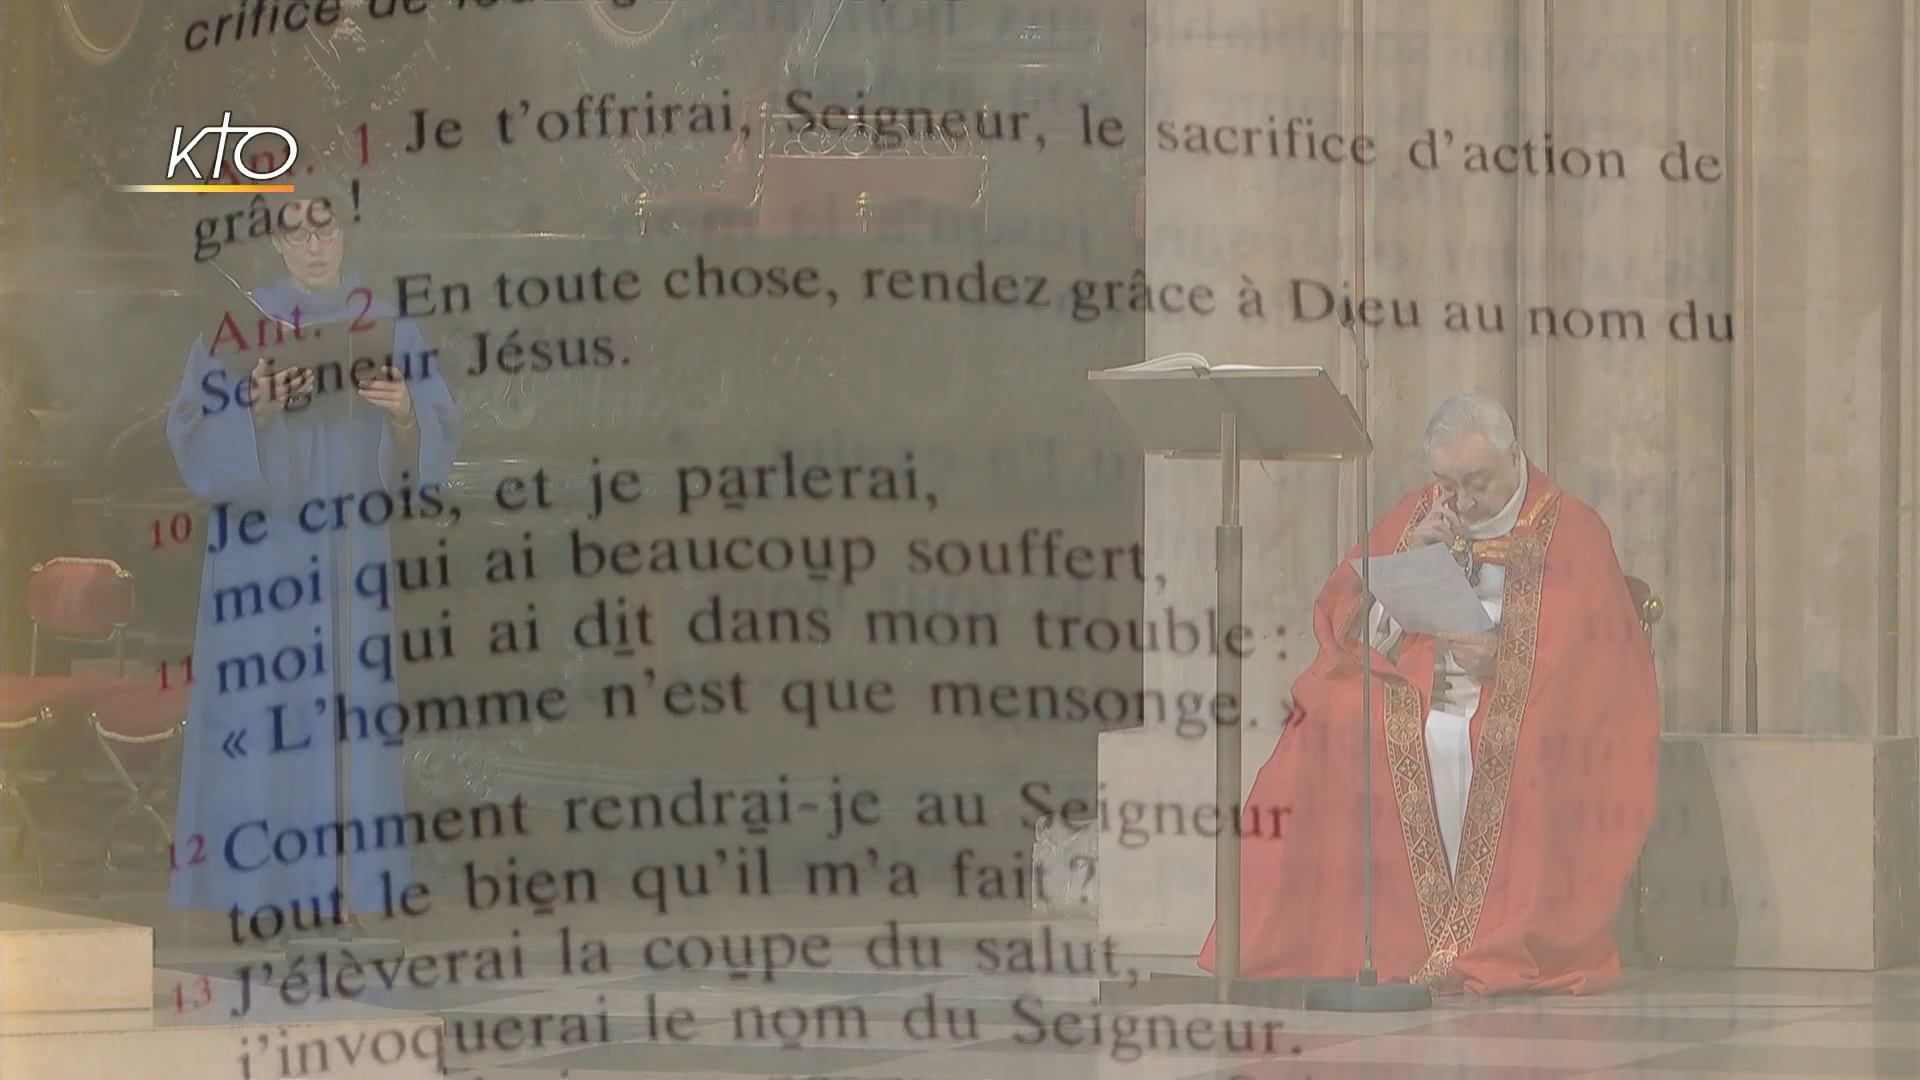 crifice de
KTO
Ant. 1 Je t'offrirai, Seigneur, le sacrifice d'action de
grâce !
Ant. 2 En toute chose, rendez grâce à Dieu au nom du
Seigneur Jésus.
10 Je crois, et je parlerai,
moi qui ai beaucoup souffert,
11 moi qui ai dit dans mon trouble :
« L'homme n'est que mensonge. »
12 Comment rendrai-je au Seigneur
tout le bien qu'il m'a fait ?
13 J'élèverai la coupe du salut,
j'invoquerai le nom du Seigneur.